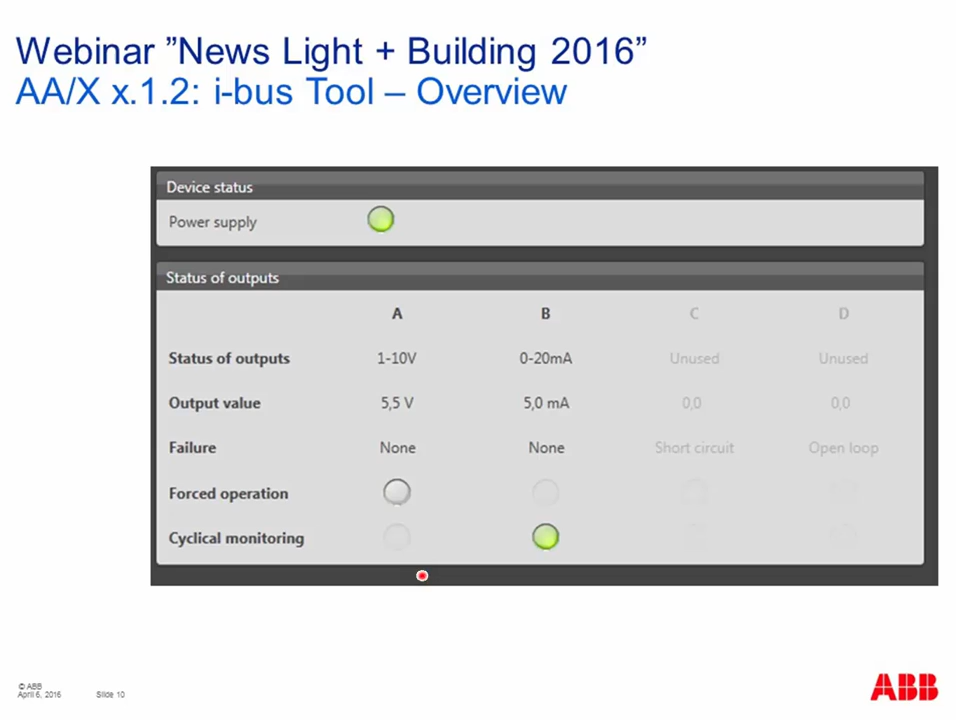 Webinar ”News Light + Building 2016”
AA/X x.1.2: i-bus Tool – Overview
Device status
Power supply
Status of outputs
A B C D
Status of outputs 1-10V 0-20mA Unused Unused
Output value 5,5 V 5,0 mA 0,0 0,0
Failure None None Short circuit Open loop
Forced operation
Cyclical monitoring
© ABB
April 6, 2016 Slide 10
ABB